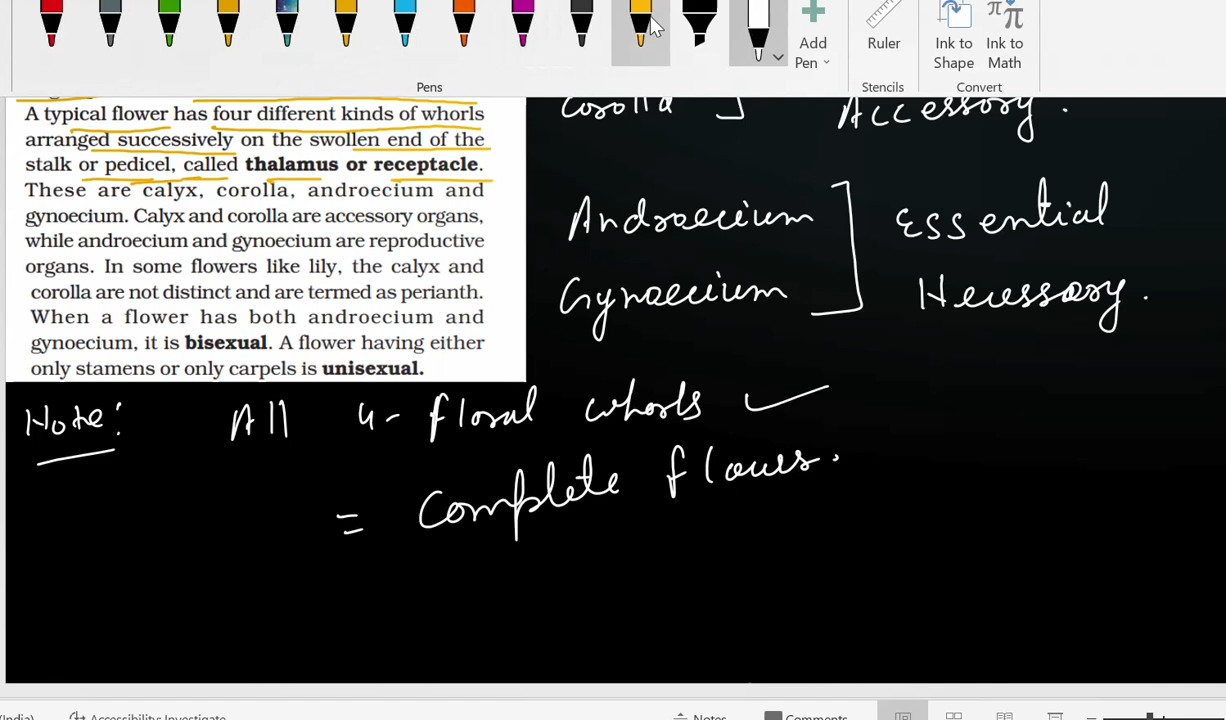 Add
Pen
Ruler
Ink to
Shape
Ink to
Math
Pens
Stencils
Convert
A typical flower has four different kinds of whorls
arranged successively on the swollen end of the
stalk or pedicel, called thalamus or receptacle.
These are calyx, corolla, androecium and
gynoecium. Calyx and corolla are accessory organs,
while androecium and gynoecium are reproductive
organs. In some flowers like lily, the calyx and
corolla are not distinct and are termed as perianth.
When a flower has both androecium and
gynoecium, it is bisexual. A flower having either
only stamens or only carpels is unisexual.
Corolla ] Accessory.
Androecium ] Essential
Gynoecium ] Necessary.
Note: All 4- floral whorls ✓
= Complete flower.
(India)
Accessibility: Investigate
Notes
Comments